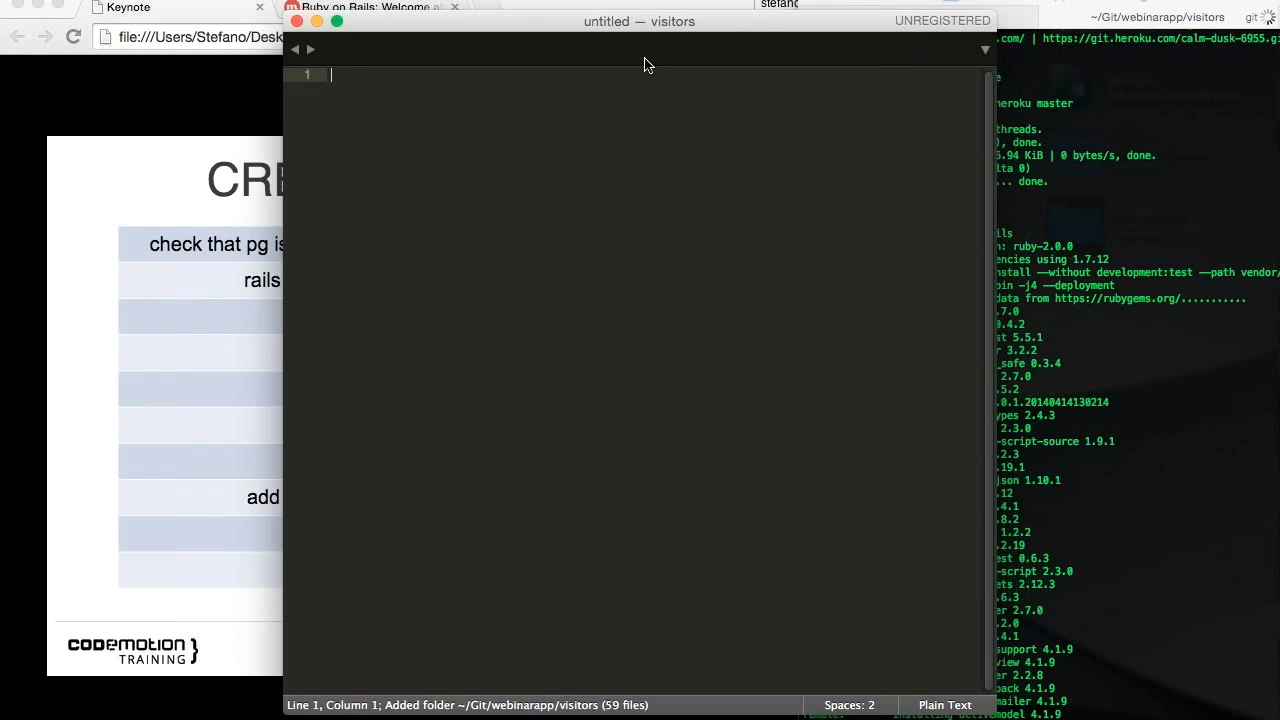 Keynote
Ruby on Rails: Welcome
stefano
untitled — visitors
UNREGISTERED
~/Git/webinarapp/visitors
git
file:///Users/Stefano/Desk
.com/ | https://git.heroku.com/calm-dusk-6955.gi
1
e
heroku master
threads.
), done.
6.94 KiB | 0 bytes/s, done.
lta 0)
... done.
CRE
check that pg is
rails
add
ils
n: ruby-2.0.0
encies using 1.7.12
nstall --without development:test --path vendor/
bin -j4 --deployment
data from https://rubygems.org/...........
.7.0
0.4.2
st 5.5.1
r 3.2.2
_safe 0.3.4
2.7.0
.5.2
.0.1.20140414130214
ypes 2.4.3
2.3.0
-script-source 1.9.1
.2.3
.19.1
json 1.10.1
.12
.4.1
.8.2
1.2.2
.2.19
est 0.6.3
-script 2.3.0
ets 2.12.3
.6.3
er 2.7.0
.2.0
.4.1
support 4.1.9
view 4.1.9
er 2.2.8
pack 4.1.9
mailer 4.1.9
model 4.1.9
CODEMOTION }
TRAINING
Line 1, Column 1; Added folder ~/Git/webinarapp/visitors (59 files)
Spaces: 2
Plain Text